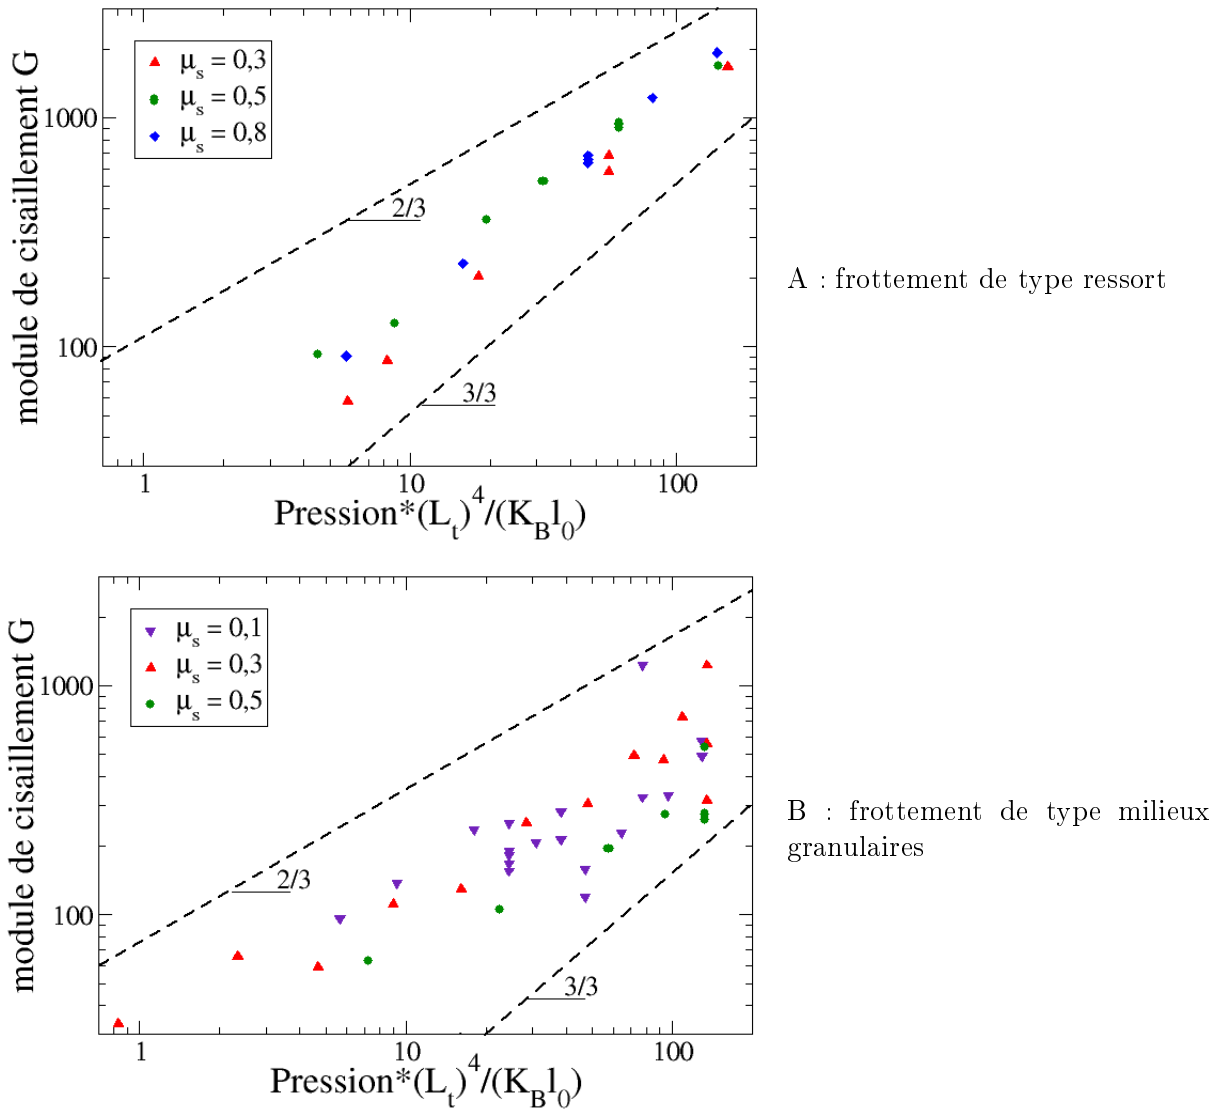 μs = 0,3
μs = 0,5
μs = 0,8
module de cisaillement G
1000
100
2/3
3/3
1
10
100
Pression*(Lt)^4/(KBl0)
A : frottement de type ressort
μs = 0,1
μs = 0,3
μs = 0,5
module de cisaillement G
1000
100
2/3
3/3
1
10
100
Pression*(Lt)^4/(KBl0)
B : frottement de type milieux
granulaires